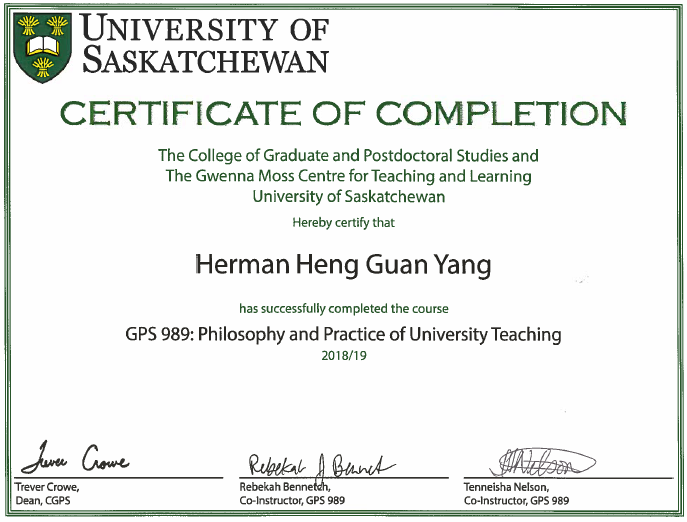 UNIVERSITY OF
SASKATCHEWAN
CERTIFICATE OF COMPLETION
The College of Graduate and Postdoctoral Studies and
The Gwenna Moss Centre for Teaching and Learning
University of Saskatchewan
Hereby certify that
Herman Heng Guan Yang
has successfully completed the course
GPS 989: Philosophy and Practice of University Teaching
2018/19
Trever Crowe
Rebekah J Bennet
Nelson
Trever Crowe,
Dean, CGPS
Rebekah Bennetch,
Co-Instructor, GPS 989
Tenneisha Nelson,
Co-Instructor, GPS 989